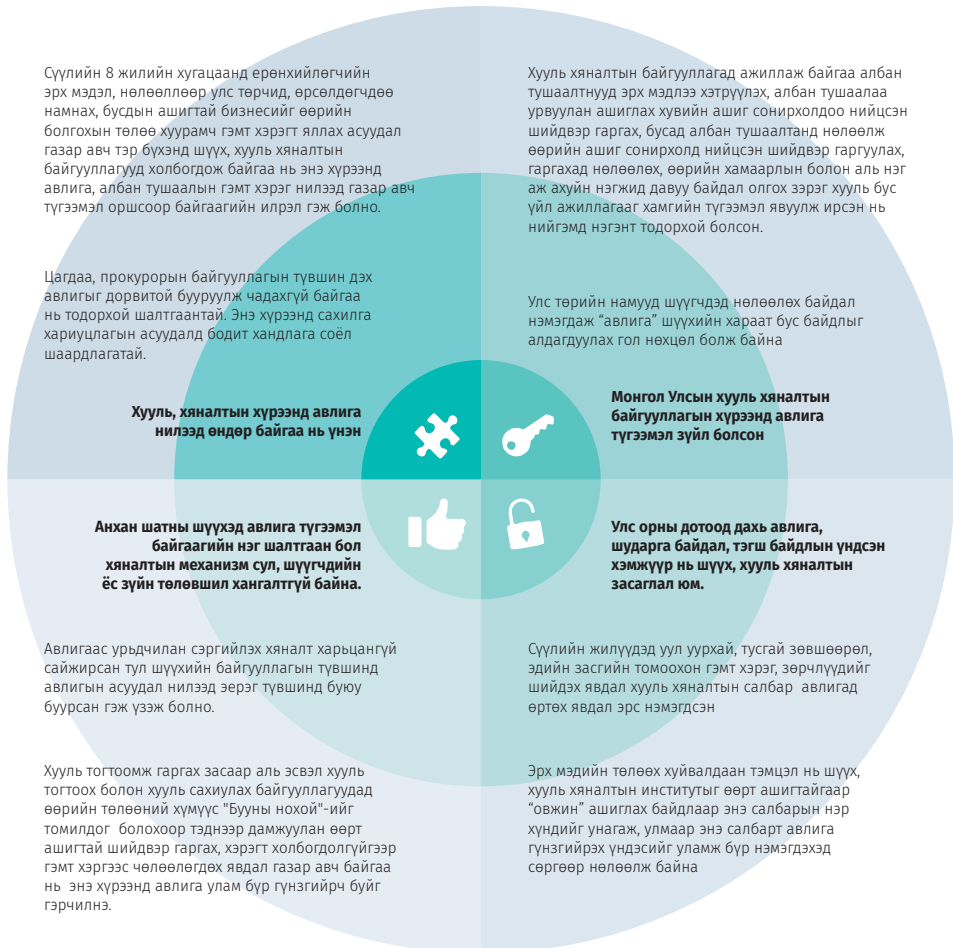 Сүүлийн 8 жилийн хугацаанд ерөнхийлөгчийн
эрх мэдэл, нөлөөллөөр улс төрчид, өрсөлдөгчдөө
намнах, бусдын ашигтай бизнесийг өөрийн
болгохын төлөө хуурамч гэмт хэрэгт яллах асуудал
газар авч тэр бүхэнд шүүх, хууль хяналтын
байгууллагууд холбогдож байгаа нь энэ хүрээнд
авлига, албан тушаалын гэмт хэрэг нилээд газар авч
түгээмэл оршсоор байгаагийн илрэл гэж болно.
Цагдаа, прокурорын байгууллагын түвшин дэх
авлигыг дорвитой бууруулж чадахгүй байгаа
нь тодорхой шалтгаантай. Энэ хүрээнд сахилга
хариуцлагын асуудалд бодит хандлага соёл
шаардлагатай.
Хууль, хяналтын хүрээнд авлига
нилээд өндөр байгаа нь үнэн
Хууль хяналтын байгууллагад ажиллаж байгаа албан
тушаалтнууд эрх мэдлээ хэтрүүлэх, албан тушаалаа
урвуулан ашиглах хувийн ашиг сонирхолдоо нийцсэн
шийдвэр гаргах, бусад албан тушаалтанд нөлөөлж
өөрийн ашиг сонирхолд нийцсэн шийдвэр гаргуулах,
гаргахад нөлөөлөх, өөрийн хамаарлын болон аль нэг
аж ахуйн нэгжид давуу байдал олгох зэрэг хууль бус
үйл ажиллагааг хамгийн түгээмэл явуулж ирсэн нь
нийгэмд нэгэнт тодорхой болсон.
Улс төрийн намууд шүүгчдэд нөлөөлөх байдал
нэмэгдаж “авлига” шүүхийн хараат бус байдлыг
алдагдуулах гол нөхцөл болж байна
Монгол Улсын хууль хяналтын
байгууллагын хүрээнд авлига
түгээмэл зүйл болсон
Анхан шатны шүүхэд авлига түгээмэл
байгаагийн нэг шалтгаан бол
хяналтын механизм сул, шүүгчдийн
ёс зүйн төлөвшил хангалтгүй байна.
Авлигаас урьдчилан сэргийлэх хяналт харьцангуй
сайжирсан тул шүүхийн байгууллагын түвшинд
авлигын асуудал нилээд эерэг түвшинд буюу
буурсан гэж үзэж болно.
Хууль тогтоомж гаргах засаар аль эсвэл хууль
тогтоох болон хууль сахиулах байгууллагуудад
өөрийн төлөөний хүмүүс "Бууны нохой"-ийг
томилдог болохоор тэднээр дамжуулан өөрт
ашигтай шийдвэр гаргах, хэрэгт холбогдолгүйгээр
гэмт хэргээс чөлөөлөгдөх явдал газар авч байгаа
нь энэ хүрээнд авлига улам бүр гүнзгийрч буйг
гэрчилнэ.
Улс орны дотоод дахь авлига,
шударга байдал, тэгш байдлын үндсэн
хэмжүүр нь шүүх, хууль хяналтын
засаглал юм.
Сүүлийн жилүүдэд уул уурхай, тусгай зөвшөөрөл,
эдийн засгийн томоохон гэмт хэрэг, зөрчлүүдийг
шийдэх явдал хууль хяналтын салбар авлигад
өртөх явдал эрс нэмэгдсэн
Эрх мэдийн төлөөх хуйвалдаан тэмцэл нь шүүх,
хууль хяналтын институтыг өөрт ашигтайгаар
“овжин” ашиглах байдлаар энэ салбарын нэр
хүндийг унагаж, улмаар энэ салбарт авлига
гүнзгийрэх үндэсийг уламж бүр нэмэгдэхэд
сөргөөр нөлөөлж байна